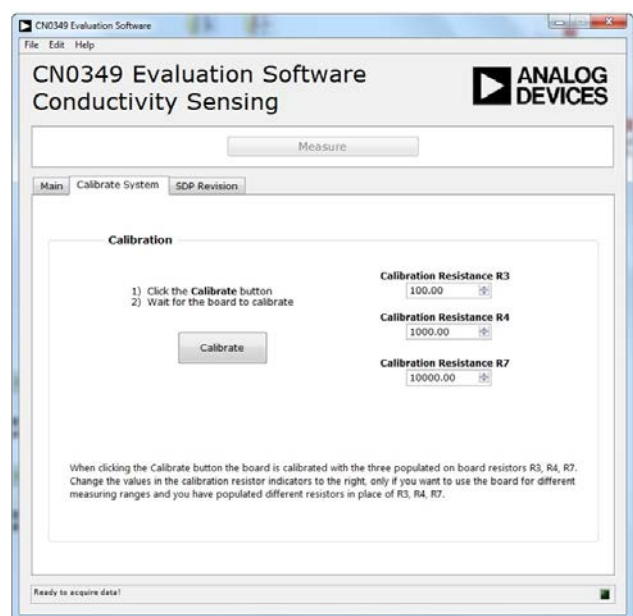 CN0349 Evaluation Software
File Edit Help
CN0349 Evaluation Software
Conductivity Sensing
ANALOG
DEVICES
Measure
Main Calibrate System SDP Revision
Calibration
1) Click the Calibrate button
2) Wait for the board to calibrate
Calibrate
Calibration Resistance R3
100.00
Calibration Resistance R4
1000.00
Calibration Resistance R7
10000.00
When clicking the Calibrate button the board is calibrated with the three populated on board resistors R3, R4, R7.
Change the values in the calibration resistor indicators to the right, only if you want to use the board for different
measuring ranges and you have populated different resistors in place of R3, R4, R7.
Ready to acquire data!